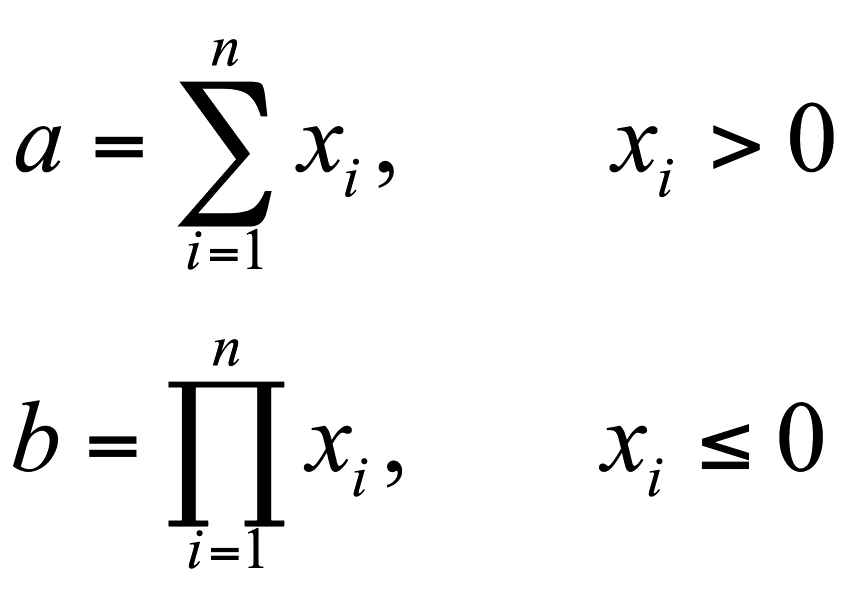 a = ∑_{i=1}^{n} x_i, x_i > 0
b = ∏_{i=1}^{n} x_i, x_i ≤ 0